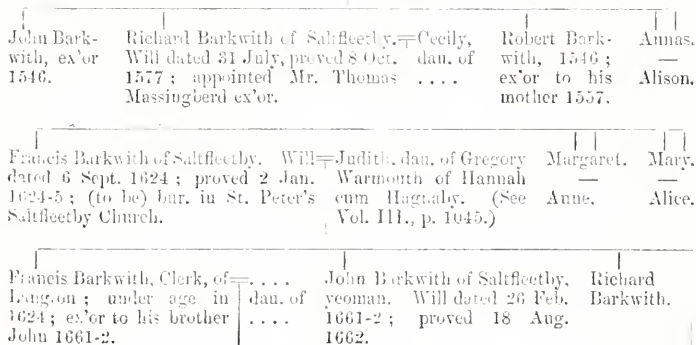 John Bark-
with, ex'or
1546.
Richard Barkwith of Saltfleetby.
Will dated 31 July, proved 8 Oct.
1577; appointed Mr. Thomas
Massingberd ex'or.
Cecily,
dau. of
....
Robert Bark-
with, 1546;
ex'or to his
mother 1557.
Annas.
—
Alison.
Francis Barkwith of Saltfleetby. Will
dated 6 Sept. 1624; proved 2 Jan.
1624-5; (to be) bur. in St. Peter's
Saltfleetby Church.
Judith, dau. of Gregory
Warmouth of Hannah
cum Hagnaby. (See
Vol. III., p. 1045.)
Margaret.
—
Anne.
Mary.
—
Alice.
Francis Barkwith, Clerk, of
Langton; under age in
1624; ex'or to his brother
John 1661-2.
....
dau. of
....
John Barkwith of Saltfleetby,
yeoman. Will dated 26 Feb.
1661-2; proved 18 Aug.
1662.
Richard
Barkwith.